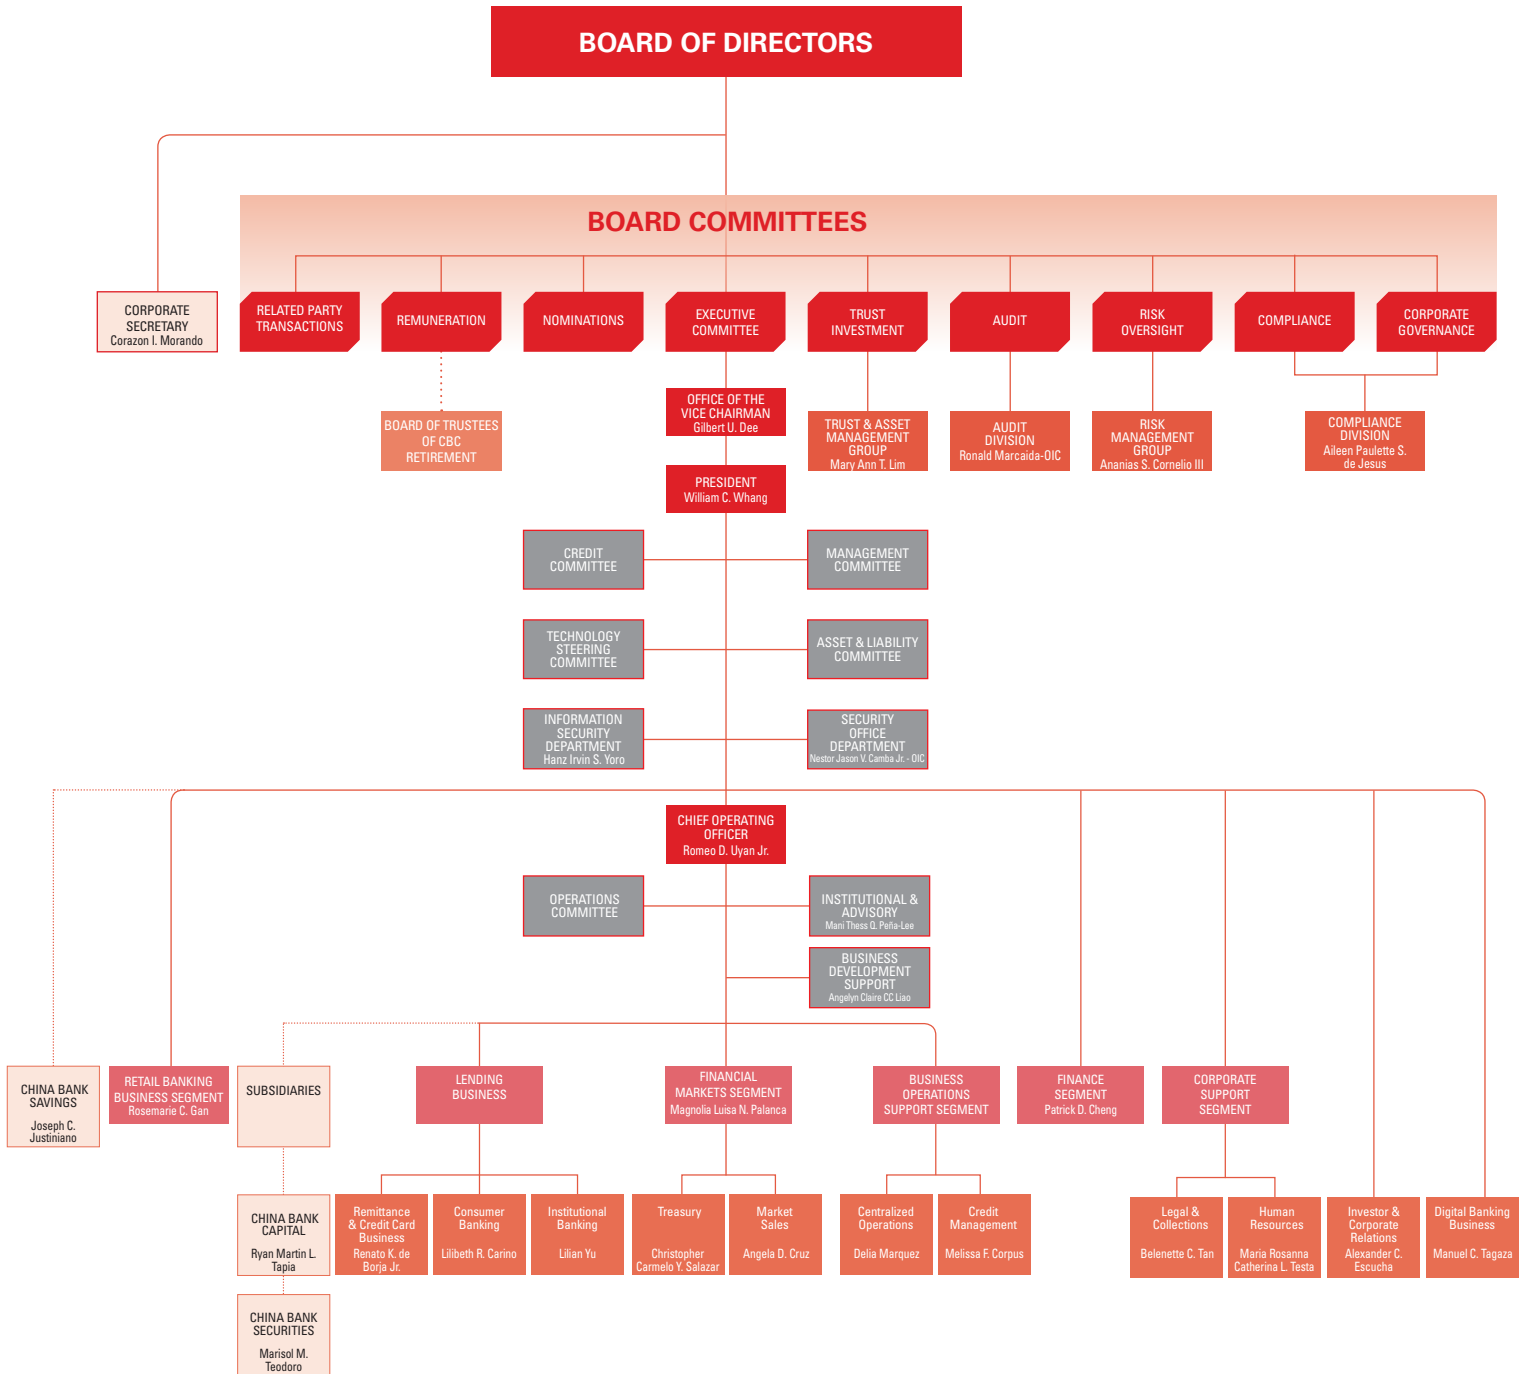 BOARD OF DIRECTORS
BOARD COMMITTEES
CORPORATE
SECRETARY
Corazon I. Morando
RELATED PARTY
TRANSACTIONS
REMUNERATION
NOMINATIONS
EXECUTIVE
COMMITTEE
TRUST
INVESTMENT
AUDIT
RISK
OVERSIGHT
COMPLIANCE
CORPORATE
GOVERNANCE
OFFICE OF THE
VICE CHAIRMAN
Gilbert U. Dee
BOARD OF TRUSTEES
OF CBC
RETIREMENT
TRUST & ASSET
MANAGEMENT
GROUP
Mary Ann T. Lim
AUDIT
DIVISION
Ronald Marcaida-OIC
RISK
MANAGEMENT
GROUP
Ananias S. Cornelio III
COMPLIANCE
DIVISION
Aileen Paulette S.
de Jesus
PRESIDENT
William C. Whang
CREDIT
COMMITTEE
MANAGEMENT
COMMITTEE
TECHNOLOGY
STEERING
COMMITTEE
ASSET & LIABILITY
COMMITTEE
INFORMATION
SECURITY
DEPARTMENT
Hanz Irvin S. Yoro
SECURITY
OFFICE
DEPARTMENT
Nestor Jason V. Camba Jr. - OIC
CHIEF OPERATING
OFFICER
Romeo D. Uyan Jr.
OPERATIONS
COMMITTEE
INSTITUTIONAL &
ADVISORY
Mani Thess Q. Peña-Lee
BUSINESS
DEVELOPMENT
SUPPORT
Angelyn Claire CC Liao
CHINA BANK
SAVINGS
Joseph C.
Justiniano
RETAIL BANKING
BUSINESS SEGMENT
Rosemarie C. Gan
SUBSIDIARIES
LENDING
BUSINESS
FINANCIAL
MARKETS SEGMENT
Magnolia Luisa N. Palanca
BUSINESS
OPERATIONS
SUPPORT SEGMENT
FINANCE
SEGMENT
Patrick D. Cheng
CORPORATE
SUPPORT
SEGMENT
CHINA BANK
CAPITAL
Ryan Martin L.
Tapia
Remittance
& Credit Card
Business
Renato K. de
Borja Jr.
Consumer
Banking
Lilibeth R. Carino
Institutional
Banking
Lilian Yu
Treasury
Christopher
Carmelo Y. Salazar
Market
Sales
Angela D. Cruz
Centralized
Operations
Delia Marquez
Credit
Management
Melissa F. Corpus
Legal &
Collections
Belenette C. Tan
Human
Resources
Maria Rosanna
Catherina L. Testa
Investor &
Corporate
Relations
Alexander C.
Escucha
Digital Banking
Business
Manuel C. Tagaza
CHINA BANK
SECURITIES
Marisol M.
Teodoro